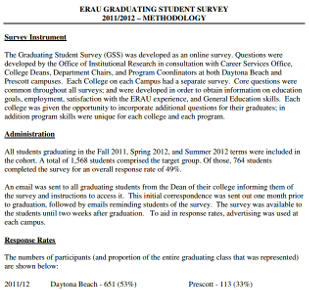 ERAU GRADUATING STUDENT SURVEY
2011/2012 – METHODOLOGY
Survey Instrument
The Graduating Student Survey (GSS) was developed as an online survey. Questions were
developed by the Office of Institutional Research in consultation with Career Services Office,
College Deans, Department Chairs, and Program Coordinators at both Daytona Beach and
Prescott campuses. Each College on each Campus had a separate survey. Core questions were
common throughout all surveys; and were developed in order to obtain information on education
goals, employment, satisfaction with the ERAU experience, and General Education skills. Each
college was given the opportunity to incorporate additional questions for their graduates; in
addition program skills were unique for each college and each program.
Administration
All students graduating in the Fall 2011, Spring 2012, and Summer 2012 terms were included in
the cohort. A total of 1,568 students comprised the target group. Of those, 764 students
completed the survey for an overall response rate of 49%.
An email was sent to all graduating students from the Dean of their college informing them of
the survey and instructions to access it. This initial correspondence was sent out one month prior
to graduation, followed by emails reminding students of the survey. The survey was available to
the students until two weeks after graduation. To aid in response rates, advertising was used at
each campus.
Response Rates
The numbers of participants (and proportion of the entire graduating class that was represented)
are shown below:
2011/12 Daytona Beach - 651 (53%) Prescott - 113 (33%)